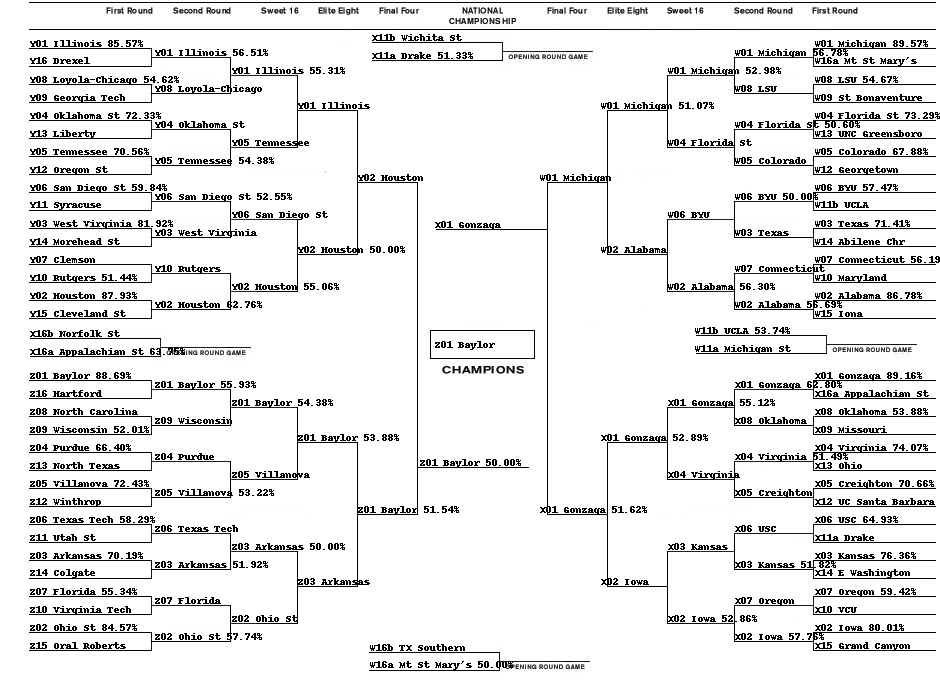 First Round Second Round Sweet 16 Elite Eight Final Four NATIONAL CHAMPIONSHIP Final Four Elite Eight Sweet 16 Second Round First Round
X11b Wichita St
X11a Drake 51.33%
OPENING ROUND GAME
Y01 Illinois 85.57%
Y16 Drexel
Y08 Loyola-Chicago 54.62%
Y09 Georgia Tech
Y04 Oklahoma St 72.33%
Y13 Liberty
Y05 Tennessee 70.56%
Y12 Oregon St
Y06 San Diego St 59.84%
Y11 Syracuse
Y03 West Virginia 81.92%
Y14 Morehead St
Y07 Clemson
Y10 Rutgers 51.44%
Y02 Houston 87.93%
Y15 Cleveland St
Y01 Illinois 56.51%
Y08 Loyola-Chicago
Y04 Oklahoma St
Y05 Tennessee 54.38%
Y06 San Diego St 52.55%
Y03 West Virginia
Y10 Rutgers
Y02 Houston 62.76%
Y01 Illinois 55.31%
Y05 Tennessee
Y06 San Diego St
Y02 Houston 55.06%
Y01 Illinois
Y02 Houston 50.00%
Y02 Houston
X16b Norfolk St
X16a Appalachian St 63.75%
ROUND GAME
Z01 Baylor 88.69%
Z16 Hartford
Z08 North Carolina
Z09 Wisconsin 52.01%
Z04 Purdue 66.40%
Z13 North Texas
Z05 Villanova 72.43%
Z12 Winthrop
Z06 Texas Tech 58.29%
Z11 Utah St
Z03 Arkansas 70.19%
Z14 Colgate
Z07 Florida 55.34%
Z10 Virginia Tech
Z02 Ohio St 84.57%
Z15 Oral Roberts
Z01 Baylor 55.93%
Z09 Wisconsin
Z04 Purdue
Z05 Villanova 53.22%
Z06 Texas Tech
Z03 Arkansas 51.92%
Z07 Florida
Z02 Ohio St 57.74%
Z01 Baylor 54.38%
Z05 Villanova
Z03 Arkansas 50.00%
Z02 Ohio St
Z01 Baylor 53.88%
Z03 Arkansas
Z01 Baylor 51.54%
X01 Gonzaga
Z01 Baylor
CHAMPIONS
Z01 Baylor 50.00%
W01 Michigan
X01 Gonzaga 51.62%
W01 Michigan 51.07%
W02 Alabama
W01 Michigan 52.98%
W04 Florida St
W06 BYU
W02 Alabama 56.30%
W01 Michigan 56.78%
W08 LSU
W04 Florida St 50.60%
W05 Colorado
W06 BYU 50.00%
W03 Texas
W07 Connecticut
W02 Alabama 56.69%
W01 Michigan 89.57%
W16a Mt St Mary's
W08 LSU 54.67%
W09 St Bonaventure
W04 Florida St 73.29%
W13 UNC Greensboro
W05 Colorado 67.88%
W12 Georgetown
W06 BYU 57.47%
W11b UCLA
W03 Texas 71.41%
W14 Abilene Chr
W07 Connecticut 56.19
W10 Maryland
W02 Alabama 86.78%
W15 Iona
W11b UCLA 53.74%
W11a Michigan St
OPENING ROUND GAME
X01 Gonzaga 52.89%
X02 Iowa
X01 Gonzaga 55.12%
X04 Virginia
X03 Kansas
X02 Iowa 52.86%
X01 Gonzaga 62.80%
X08 Oklahoma
X04 Virginia 51.49%
X05 Creighton
X06 USC
X03 Kansas 51.82%
X07 Oregon
X02 Iowa 57.76%
X01 Gonzaga 89.16%
X16a Appalachian St
X08 Oklahoma 53.88%
X09 Missouri
X04 Virginia 74.07%
X13 Ohio
X05 Creighton 70.66%
X12 UC Santa Barbara
X06 USC 64.93%
X11a Drake
X03 Kansas 76.36%
X14 E Washington
X07 Oregon 59.42%
X10 VCU
X02 Iowa 80.01%
X15 Grand Canyon
W16b TX Southern
W16a Mt St Mary's 50.00%
OPENING ROUND GAME